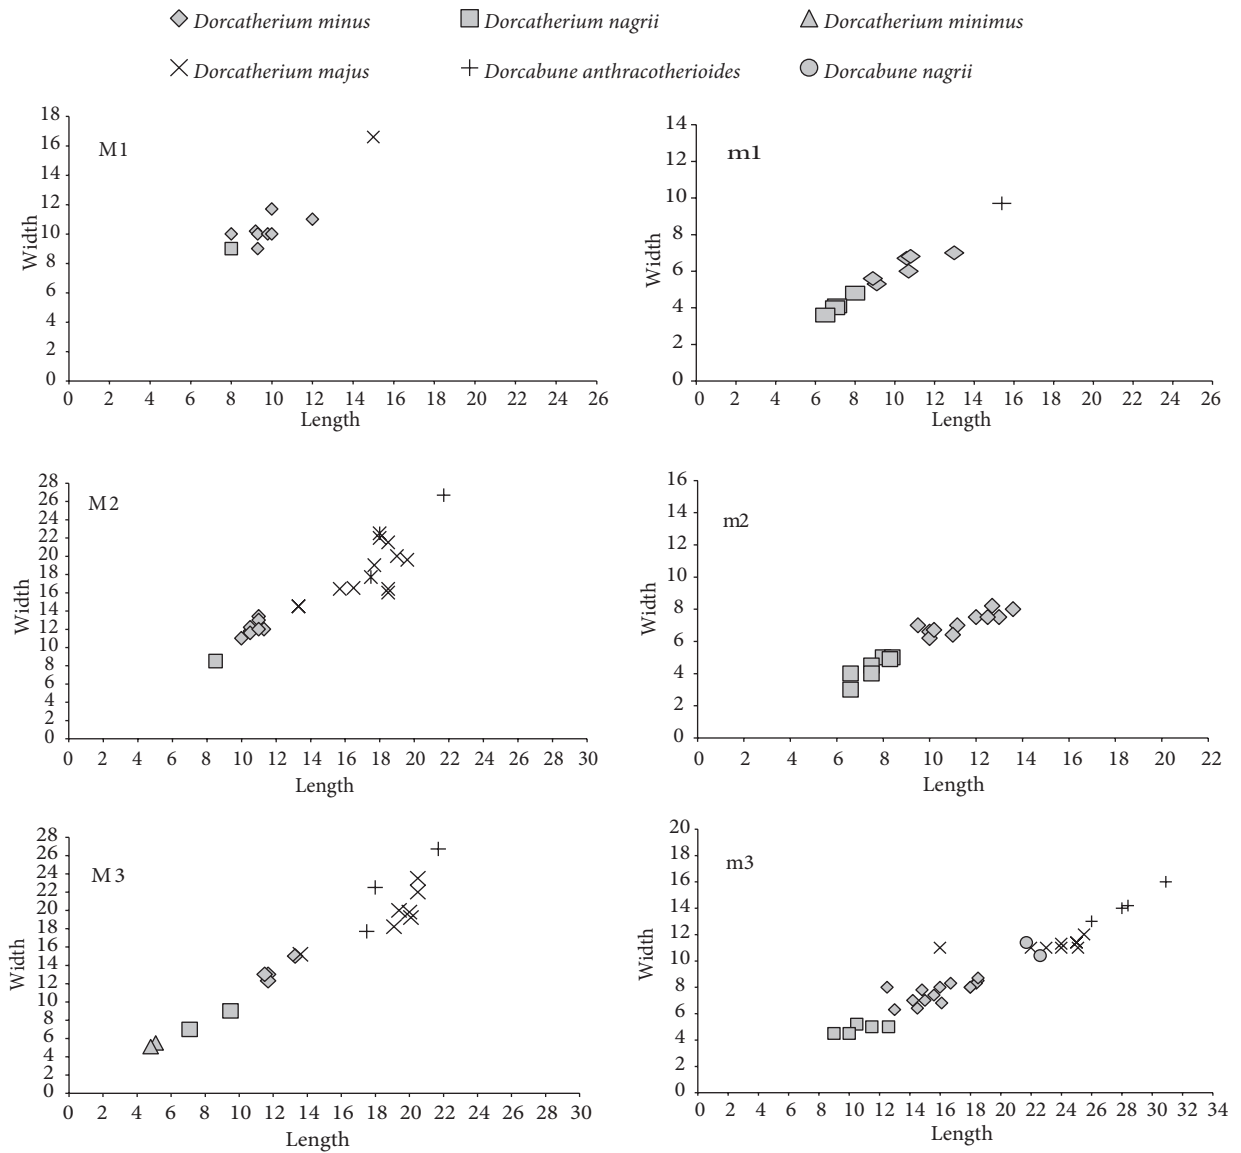 Dorcatherium minus Dorcatherium nagrii Dorcatherium minimus
Dorcatherium majus Dorcabune anthracotherioides Dorcabune nagrii
M1
Width
18
16
14
12
10
8
6
4
2
0
0 2 4 6 8 10 12 14 16 18 20 22 24 26
Length
m1
Width
14
12
10
8
6
4
2
0
0 2 4 6 8 10 12 14 16 18 20 22 24 26
Length
M2
Width
28
26
24
22
20
18
16
14
12
10
8
6
4
2
0
0 2 4 6 8 10 12 14 16 18 20 22 24 26 28 30
Length
m2
Width
16
14
12
10
8
6
4
2
0
0 2 4 6 8 10 12 14 16 18 20 22
Length
M3
Width
28
26
24
22
20
18
16
14
12
10
8
6
4
2
0
0 2 4 6 8 10 12 14 16 18 20 22 24 26 28 30
Length
m3
Width
20
18
16
14
12
10
8
6
4
2
0
0 2 4 6 8 10 12 14 16 18 20 22 24 26 28 30 32 34
Length